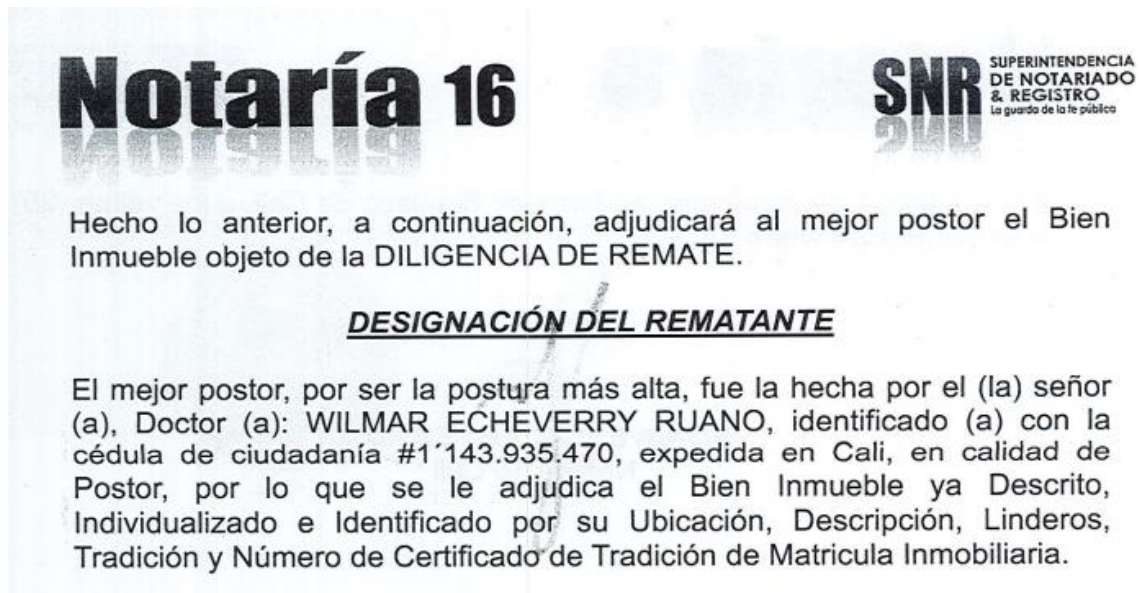 Notaría 16
SNR
SUPERINTENDENCIA
DE NOTARIADO
& REGISTRO
La guarda de la fe pública
Hecho lo anterior, a continuación, adjudicará al mejor postor el Bien
Inmueble objeto de la DILIGENCIA DE REMATE.
DESIGNACIÓN DEL REMATANTE
El mejor postor, por ser la postura más alta, fue la hecha por el (la) señor
(a), Doctor (a): WILMAR ECHEVERRY RUANO, identificado (a) con la
cédula de ciudadanía #1´143.935.470, expedida en Cali, en calidad de
Postor, por lo que se le adjudica el Bien Inmueble ya Descrito,
Individualizado e Identificado por su Ubicación, Descripción, Linderos,
Tradición y Número de Certificado de Tradición de Matricula Inmobiliaria.